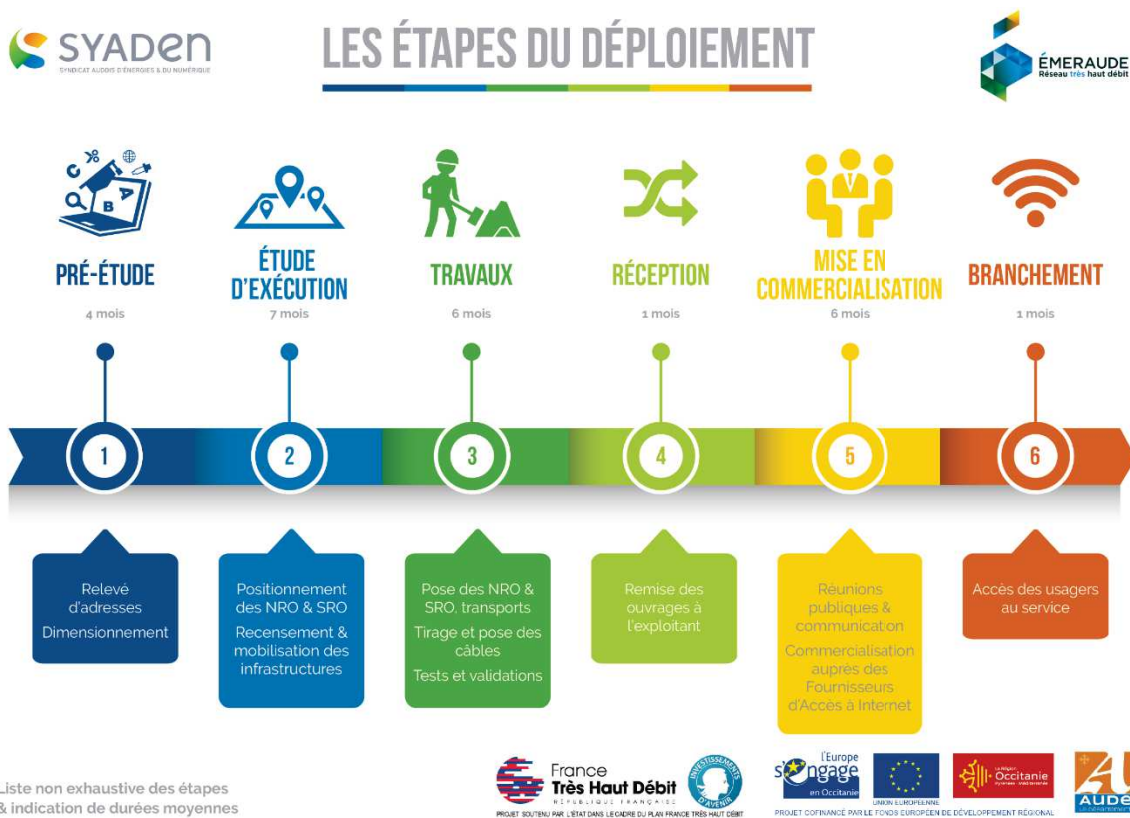 SYADEN
SYNDICAT AUDOIS D'ÉNERGIES & DU NUMÉRIQUE
LES ÉTAPES DU DÉPLOIEMENT
ÉMERAUDE
Réseau très haut débit
C
A
B
PRÉ-ÉTUDE
4 mois
ÉTUDE
D'EXÉCUTION
7 mois
TRAVAUX
6 mois
RÉCEPTION
1 mois
MISE EN
COMMERCIALISATION
6 mois
BRANCHEMENT
1 mois
1
2
3
4
5
6
Relevé
d'adresses
Dimensionnement
Positionnement
des NRO & SRO
Recensement &
mobilisation des
infrastructures
Pose des NRO &
SRO, transports
Tirage et pose des
câbles
Tests et validations
Remise des
ouvrages à
l'exploitant
Réunions
publiques &
communication
Commercialisation
auprès des
Fournisseurs
d'Accès à Internet
Accès des usagers
au service
Liste non exhaustive des étapes
& indication de durées moyennes
France
Très Haut Débit
RÉPUBLIQUE FRANÇAISE
INVESTISSEMENTS
D'AVENIR
PROJET SOUTENU PAR L'ÉTAT DANS LE CADRE DU PLAN FRANCE TRÈS HAUT DÉBIT
l'Europe
s'engage
en Occitanie
UNION EUROPÉENNE
La Région
Occitanie
Pyrénées - Méditerranée
PROJET COFINANCÉ PAR LE FONDS EUROPÉEN DE DÉVELOPPEMENT RÉGIONAL
AUDE